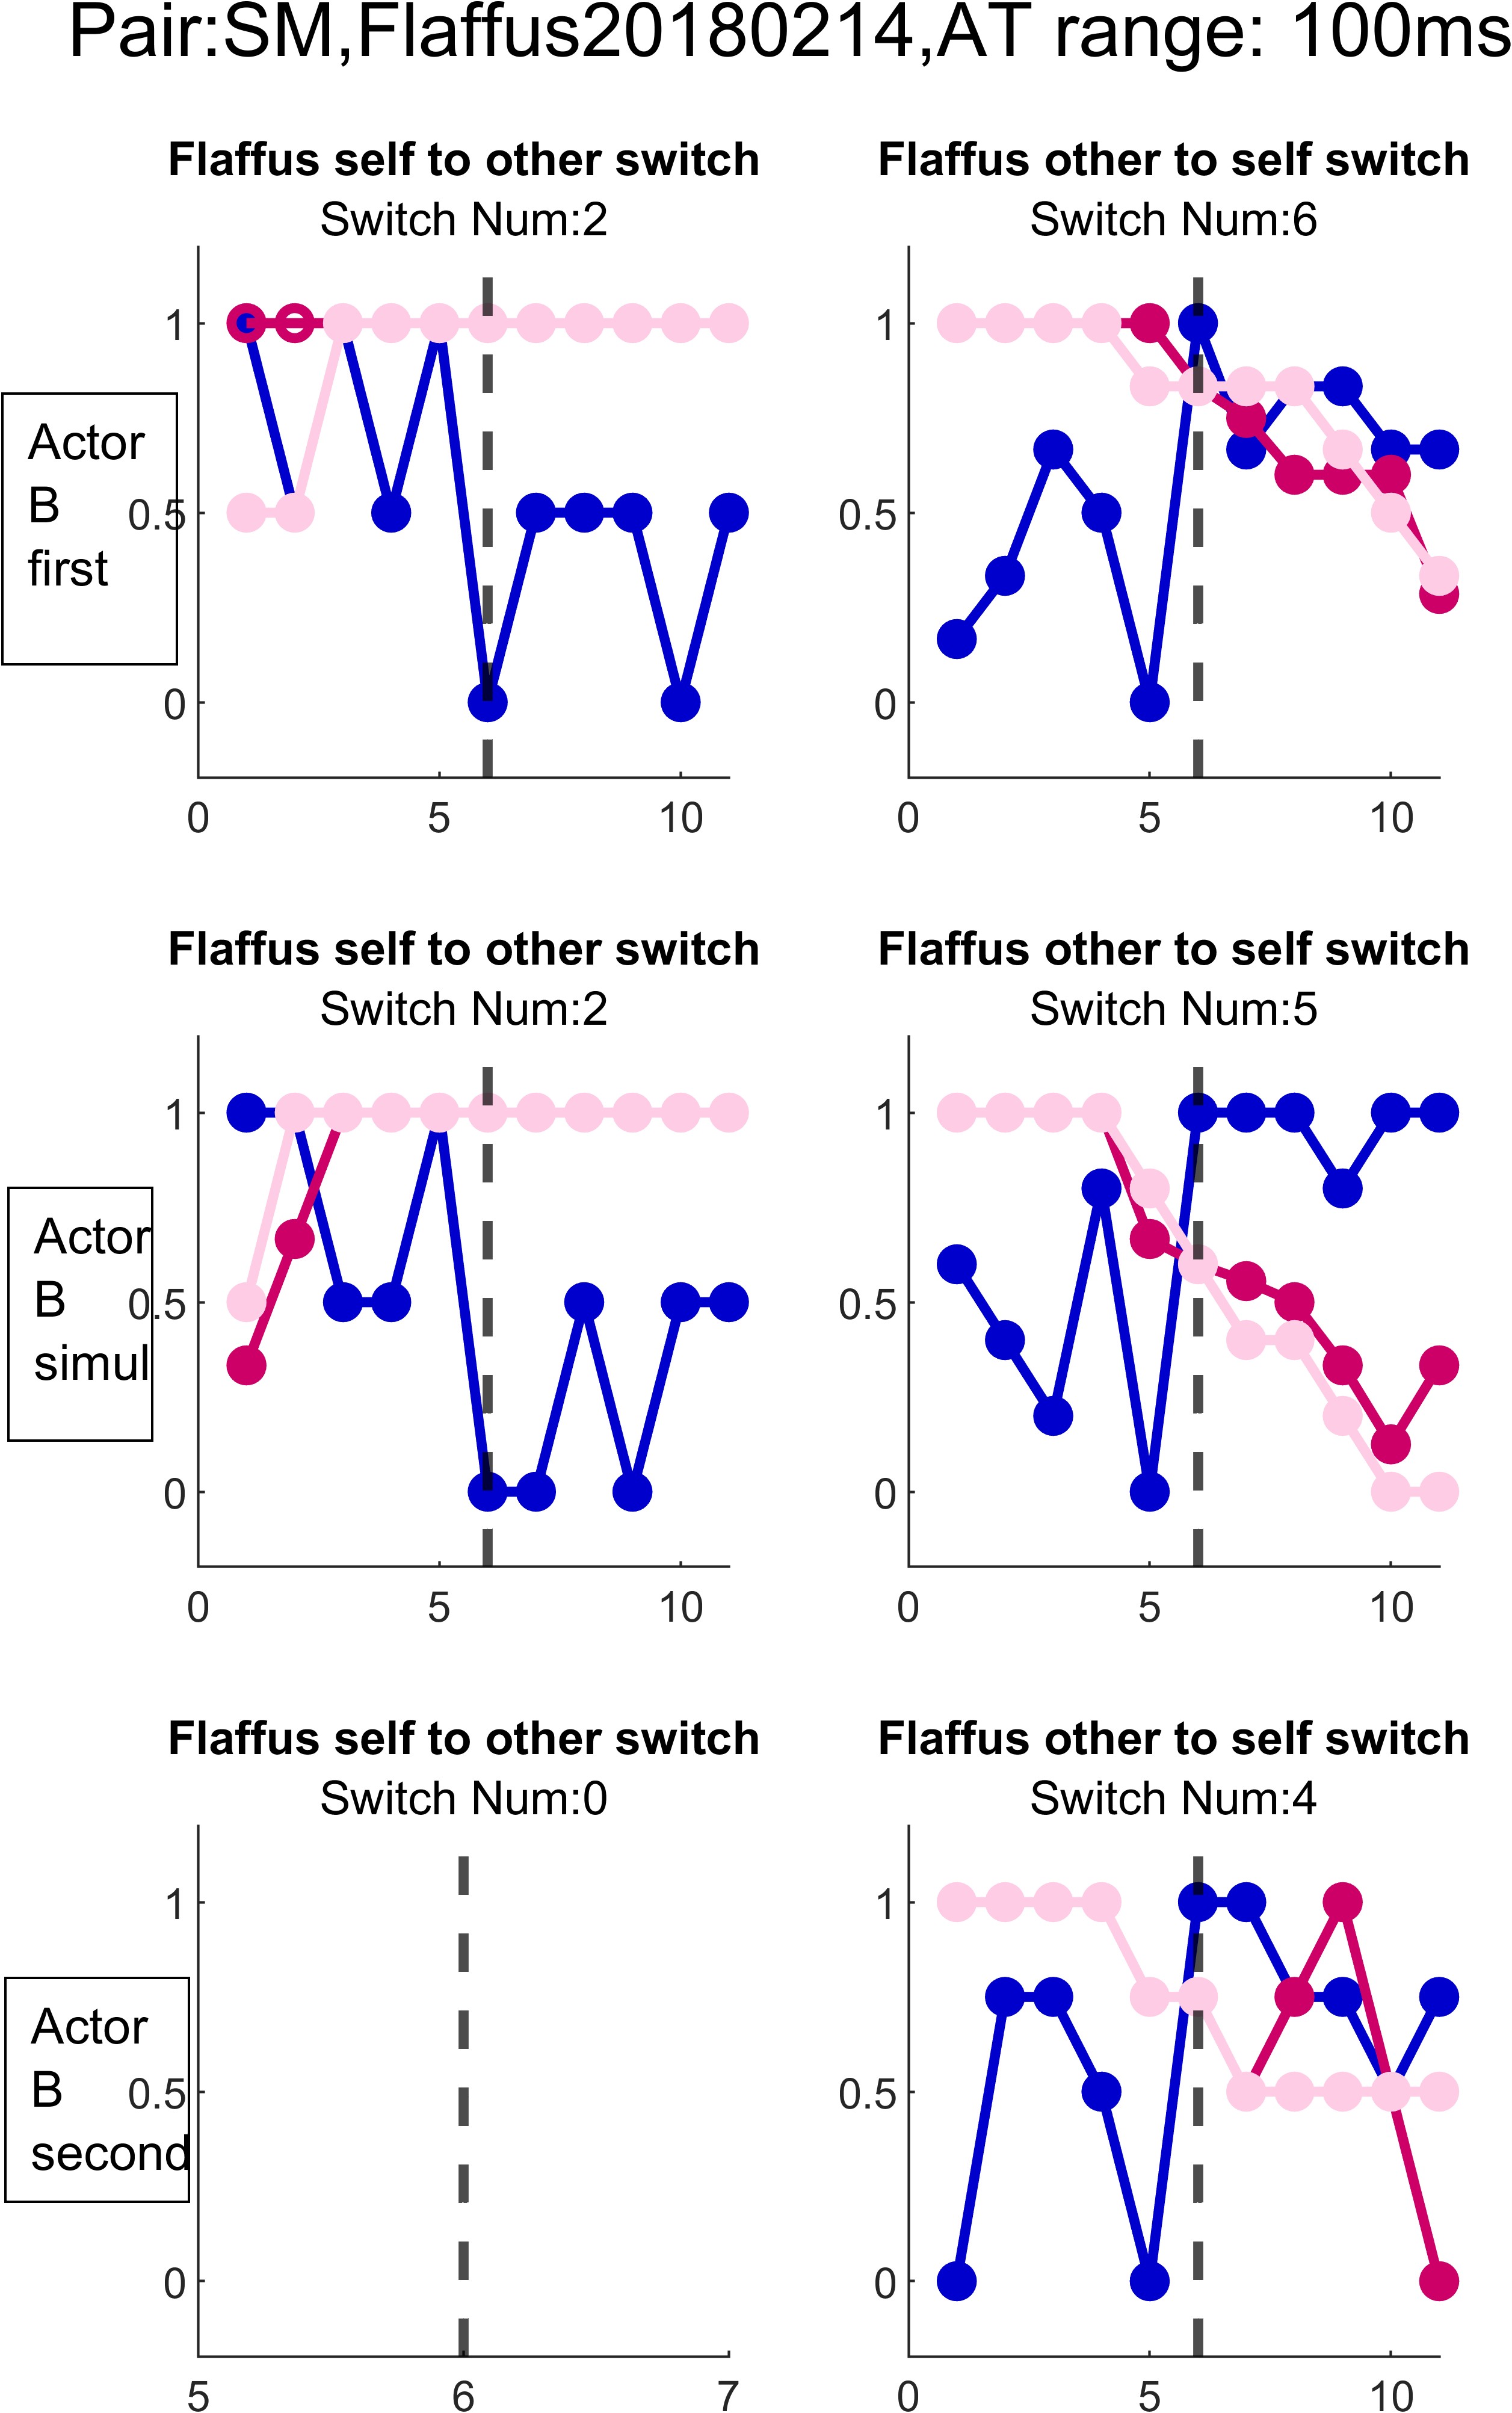 Pair:SM,Flaffus20180214,AT range: 100ms
Flaffus self to other switch
Switch Num:2
Flaffus other to self switch
Switch Num:6
Actor
B
first
1
0.5
0
0
5
10
1
0.5
0
0
5
10
Flaffus self to other switch
Switch Num:2
Flaffus other to self switch
Switch Num:5
Actor
B
simul
1
0.5
0
0
5
10
1
0.5
0
0
5
10
Flaffus self to other switch
Switch Num:0
Flaffus other to self switch
Switch Num:4
Actor
B
second
1
0.5
0
5
6
7
1
0.5
0
0
5
10